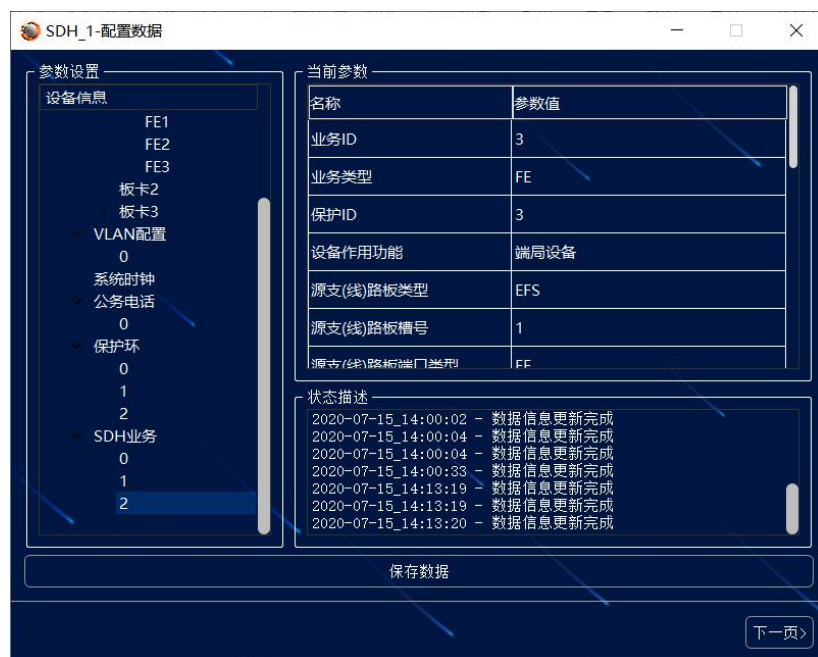 SDH_1-配置数据
参数设置
设备信息
FE1
FE2
FE3
板卡2
板卡3
VLAN配置
0
系统时钟
公务电话
0
保护环
0
1
2
SDH业务
0
1
2
当前参数
名称 参数值
业务ID 3
业务类型 FE
保护ID 3
设备作用功能 端局设备
源支(线)路板类型 EFS
源支(线)路板槽号 1
源支(线)路板端口类型 FE
状态描述
2020-07-15_14:00:02 - 数据信息更新完成
2020-07-15_14:00:04 - 数据信息更新完成
2020-07-15_14:00:04 - 数据信息更新完成
2020-07-15_14:00:33 - 数据信息更新完成
2020-07-15_14:13:19 - 数据信息更新完成
2020-07-15_14:13:19 - 数据信息更新完成
2020-07-15_14:13:20 - 数据信息更新完成
保存数据
下一页>